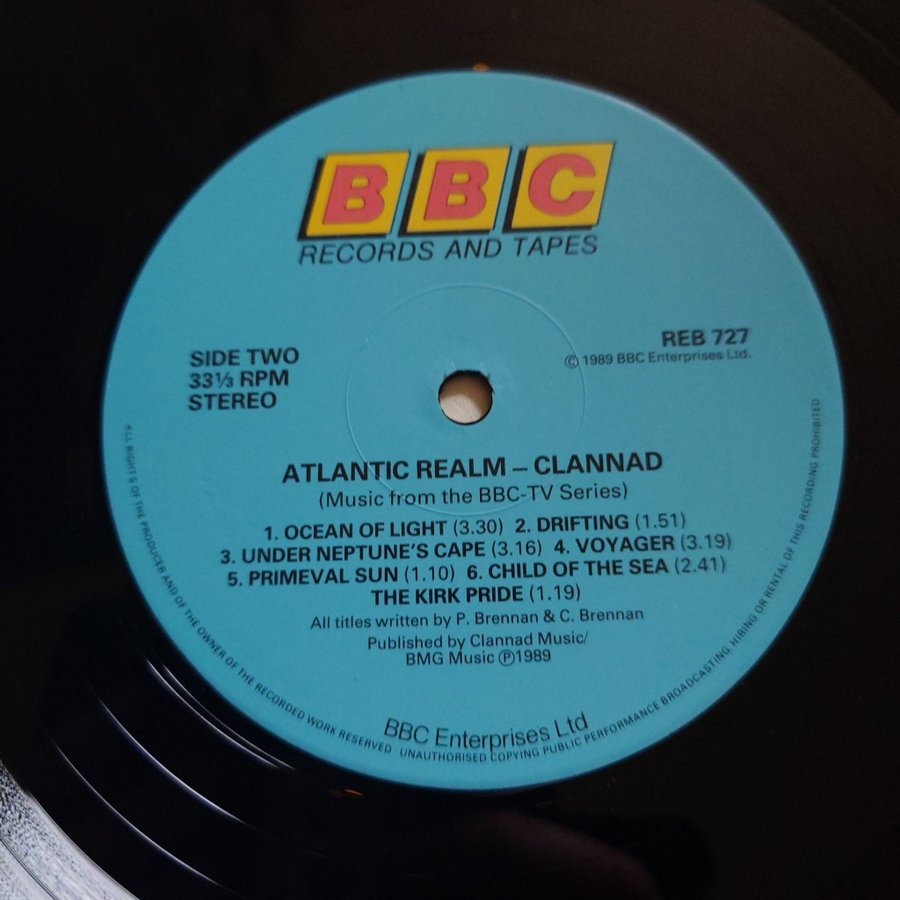 BBC
RECORDS AND TAPES
SIDE TWO
33⅓ RPM
STEREO
REB 727
© 1989 BBC Enterprises Ltd.
ATLANTIC REALM – CLANNAD
(Music from the BBC-TV Series)
1. OCEAN OF LIGHT (3.30) 2. DRIFTING (1.51)
3. UNDER NEPTUNE'S CAPE (3.16) 4. VOYAGER (3.19)
5. PRIMEVAL SUN (1.10) 6. CHILD OF THE SEA (2.41)
THE KIRK PRIDE (1.19)
All titles written by P. Brennan & C. Brennan
Published by Clannad Music/
BMG Music ℗1989
BBC Enterprises Ltd
ALL RIGHTS OF THE PRODUCER AND OF THE OWNER OF THE RECORDED WORK RESERVED · UNAUTHORISED COPYING PUBLIC PERFORMANCE BROADCASTING, HIRING OR RENTAL OF THIS RECORDING PROHIBITED